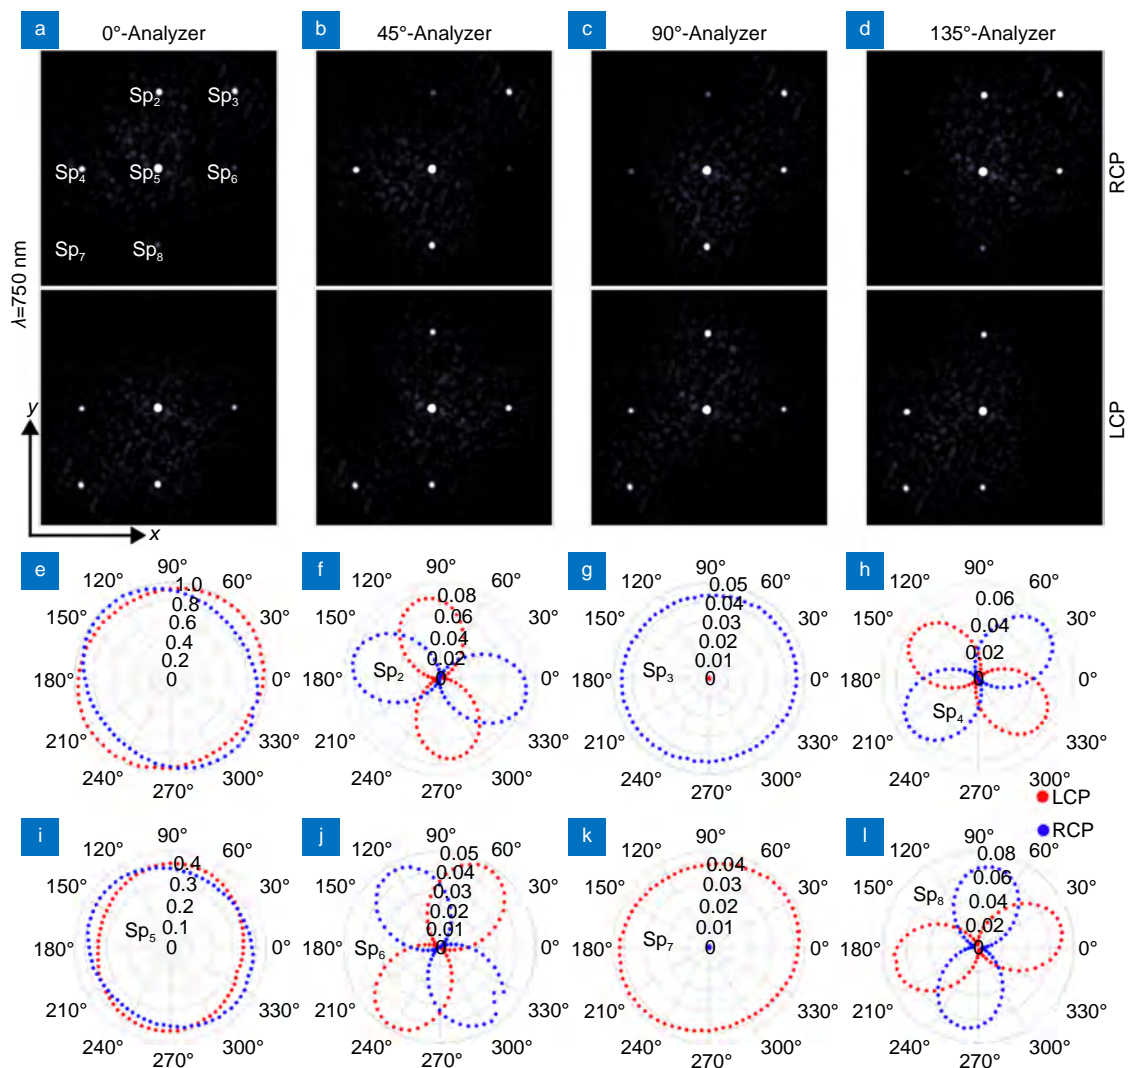 a 0°-Analyzer b 45°-Analyzer c 90°-Analyzer d 135°-Analyzer
Sp2 Sp3
Sp4 Sp5 Sp6
Sp7 Sp8
RCP
λ=750 nm
LCP
y
x
e 90° 120° 60° 150° 30° 180° 0° 210° 330° 240° 300° 270° 1.0 0.8 0.6 0.4 0.2 0
f 90° 120° 60° 150° 30° 180° 0° 210° 330° 240° 300° 270° 0.08 0.06 0.04 0.02 0 Sp2
g 90° 120° 60° 150° 30° 180° 0° 210° 330° 240° 300° 270° 0.05 0.04 0.03 0.02 0.01 0 Sp3
h 90° 120° 60° 150° 30° 180° 0° 210° 330° 240° 300° 270° 0.06 0.04 0.02 0 Sp4
LCP
RCP
i 90° 120° 60° 150° 30° 180° 0° 210° 330° 240° 300° 270° 0.4 0.3 0.2 0.1 0 Sp5
j 90° 120° 60° 150° 30° 180° 0° 210° 330° 240° 300° 270° 0.05 0.04 0.03 0.02 0.01 0 Sp6
k 90° 120° 60° 150° 30° 180° 0° 210° 330° 240° 300° 270° 0.04 0.03 0.02 0.01 0 Sp7
l 90° 120° 60° 150° 30° 180° 0° 210° 330° 240° 300° 270° 0.08 0.06 0.04 0.02 0 Sp8